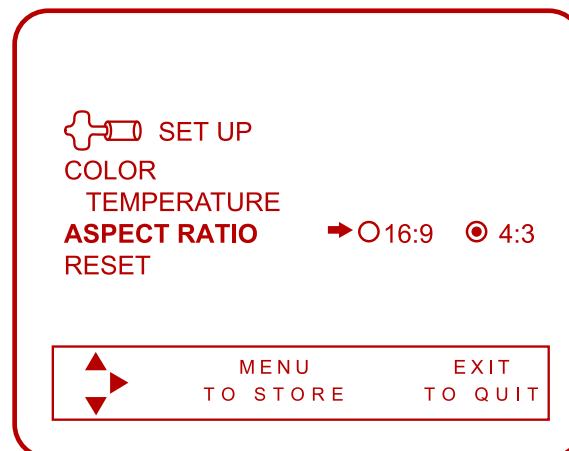 SET UP
COLOR
TEMPERATURE
ASPECT RATIO 16:9 4:3
RESET
MENU EXIT
TO STORE TO QUIT